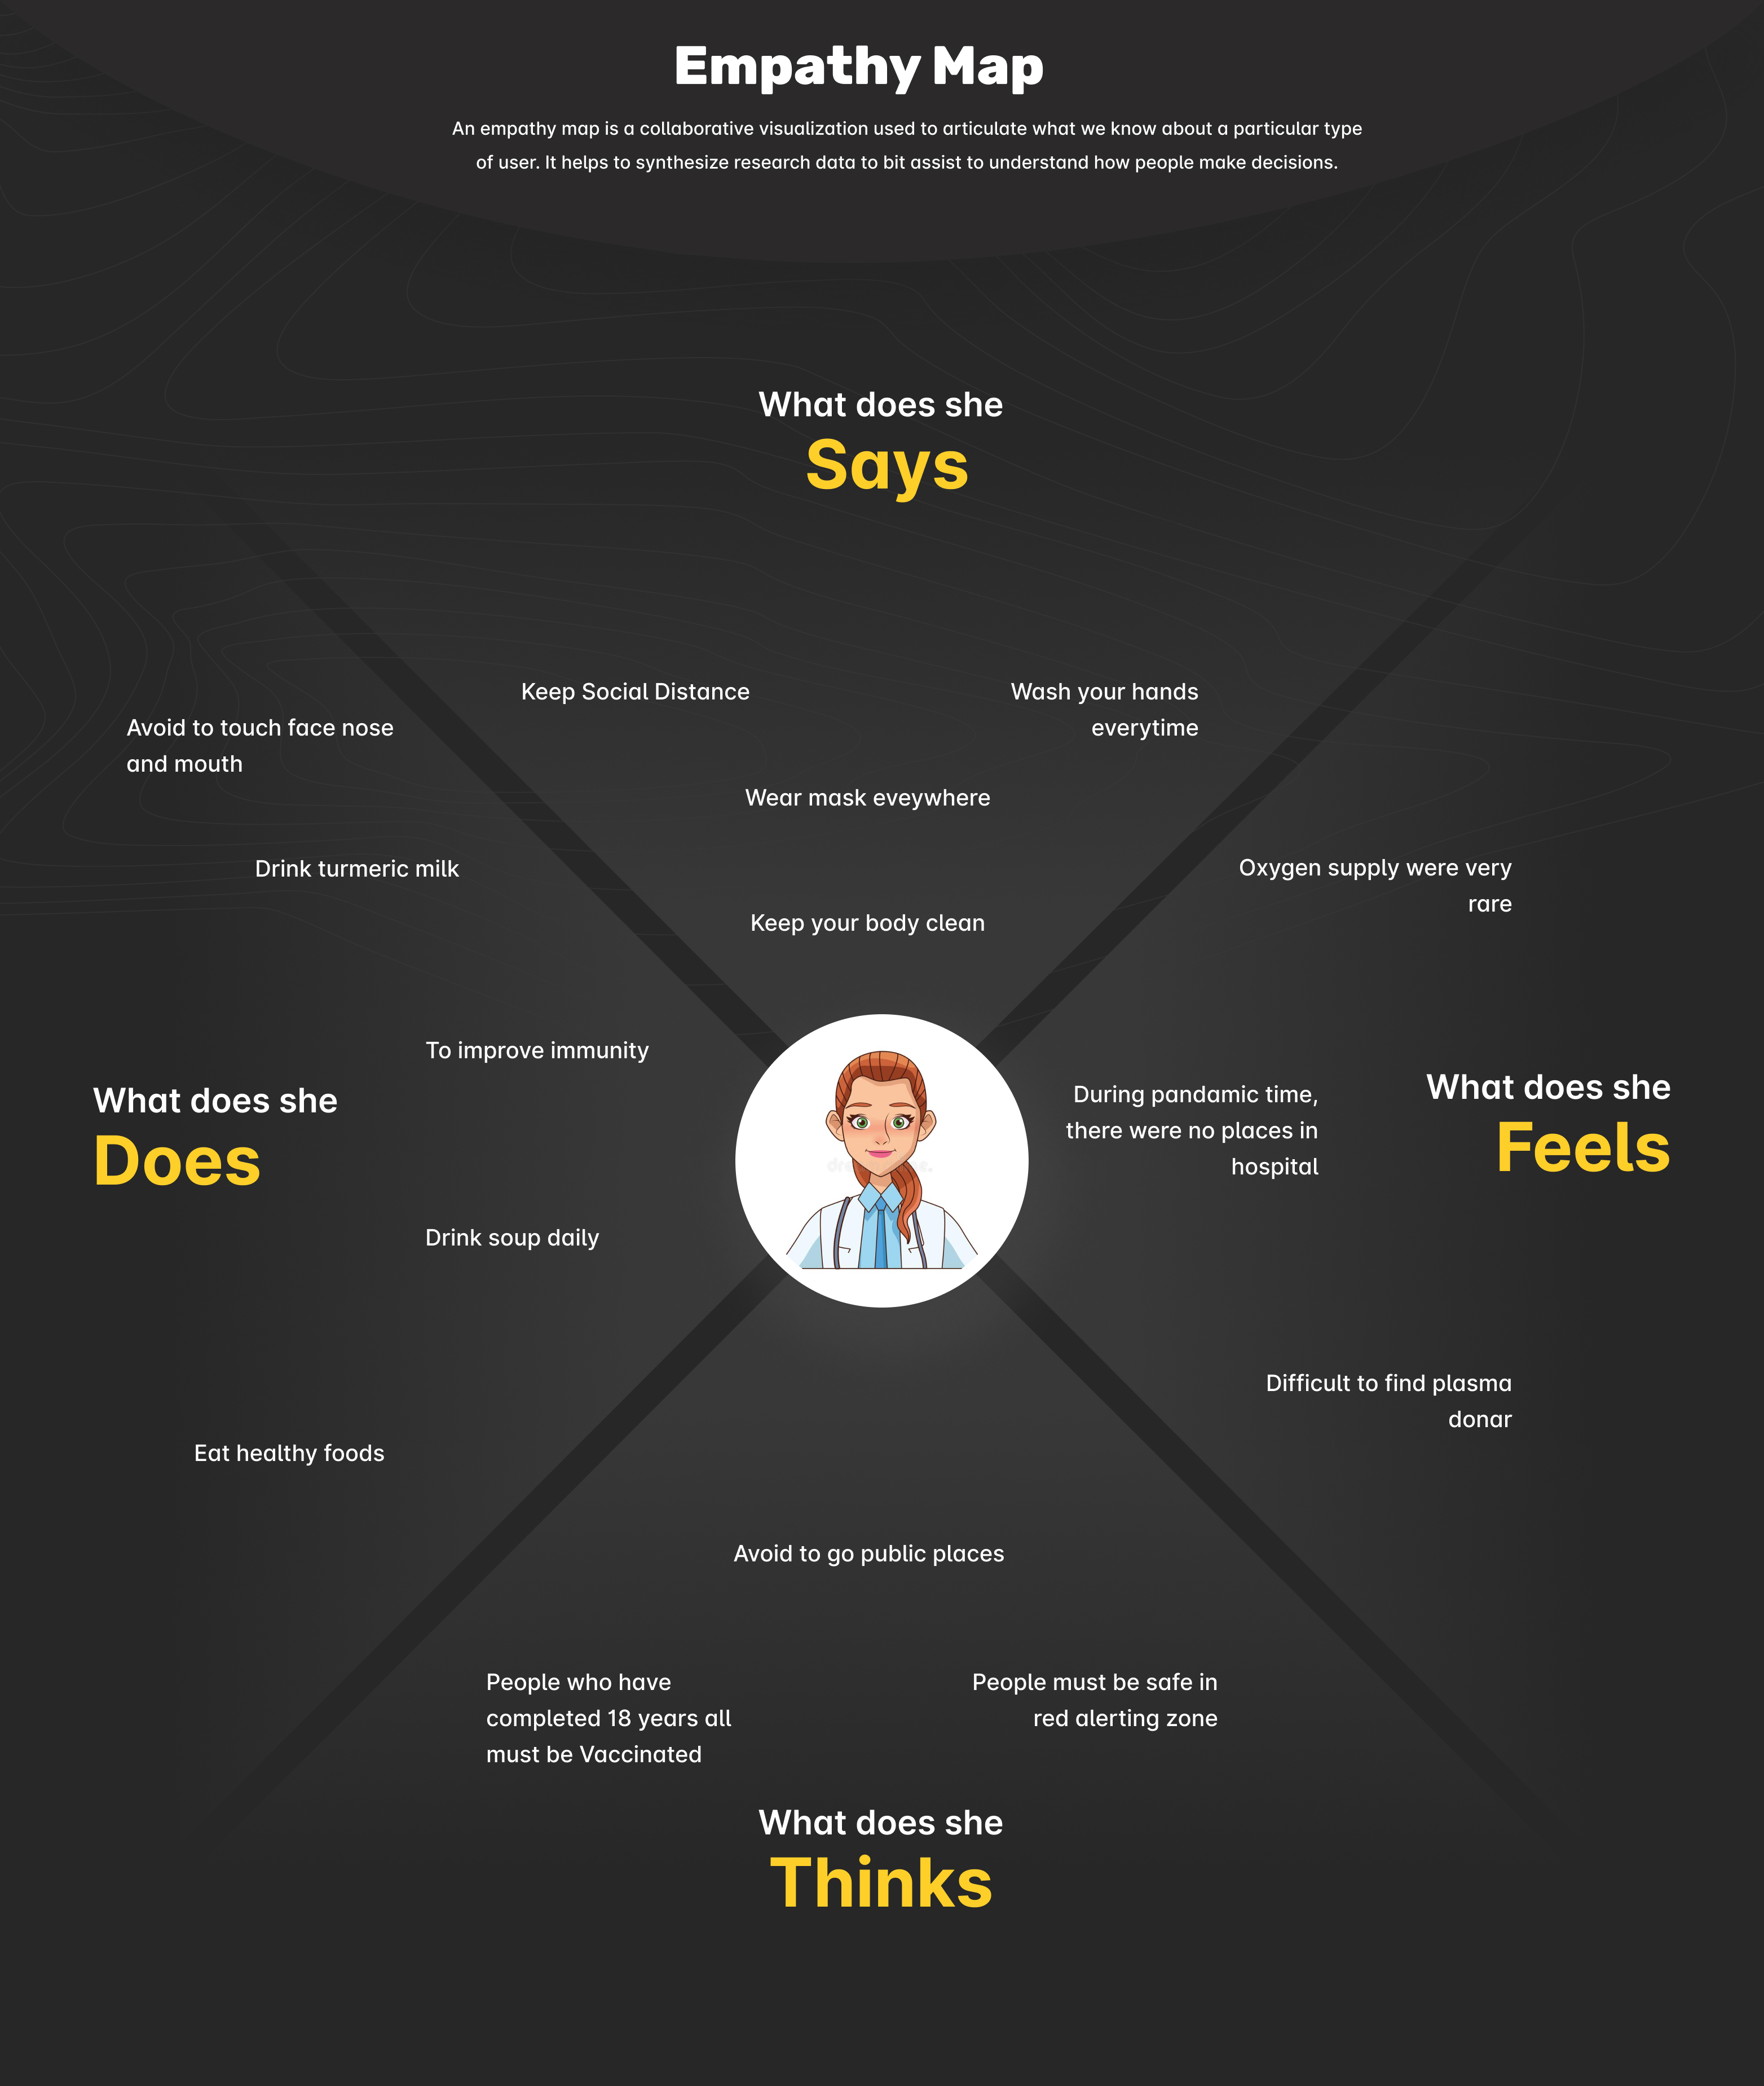 Empathy Map
An empathy map is a collaborative visualization used to articulate what we know about a particular type
of user. It helps to synthesize research data to bit assist to understand how people make decisions.
What does she
Says
Keep Social Distance
Wash your hands
everytime
Wear mask eveywhere
Keep your body clean
Avoid to touch face nose
and mouth
Drink turmeric milk
To improve immunity
What does she
Does
Drink soup daily
Eat healthy foods
Oxygen supply were very
rare
During pandamic time,
there were no places in
hospital
What does she
Feels
Difficult to find plasma
donar
Avoid to go public places
People who have
completed 18 years all
must be Vaccinated
People must be safe in
red alerting zone
What does she
Thinks